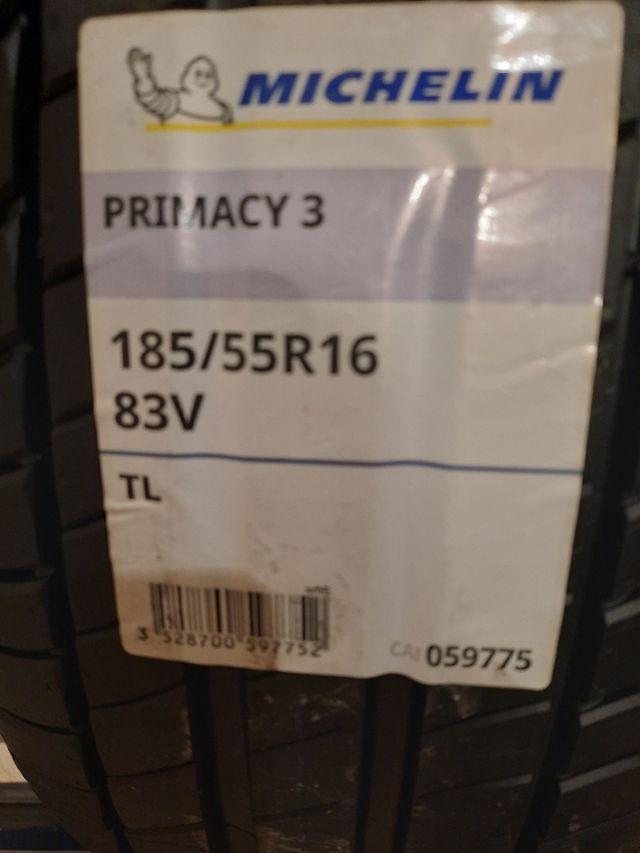 MICHELIN
PRIMACY 3
185/55R16
83V
TL
3 528700 597752
CAI 059775